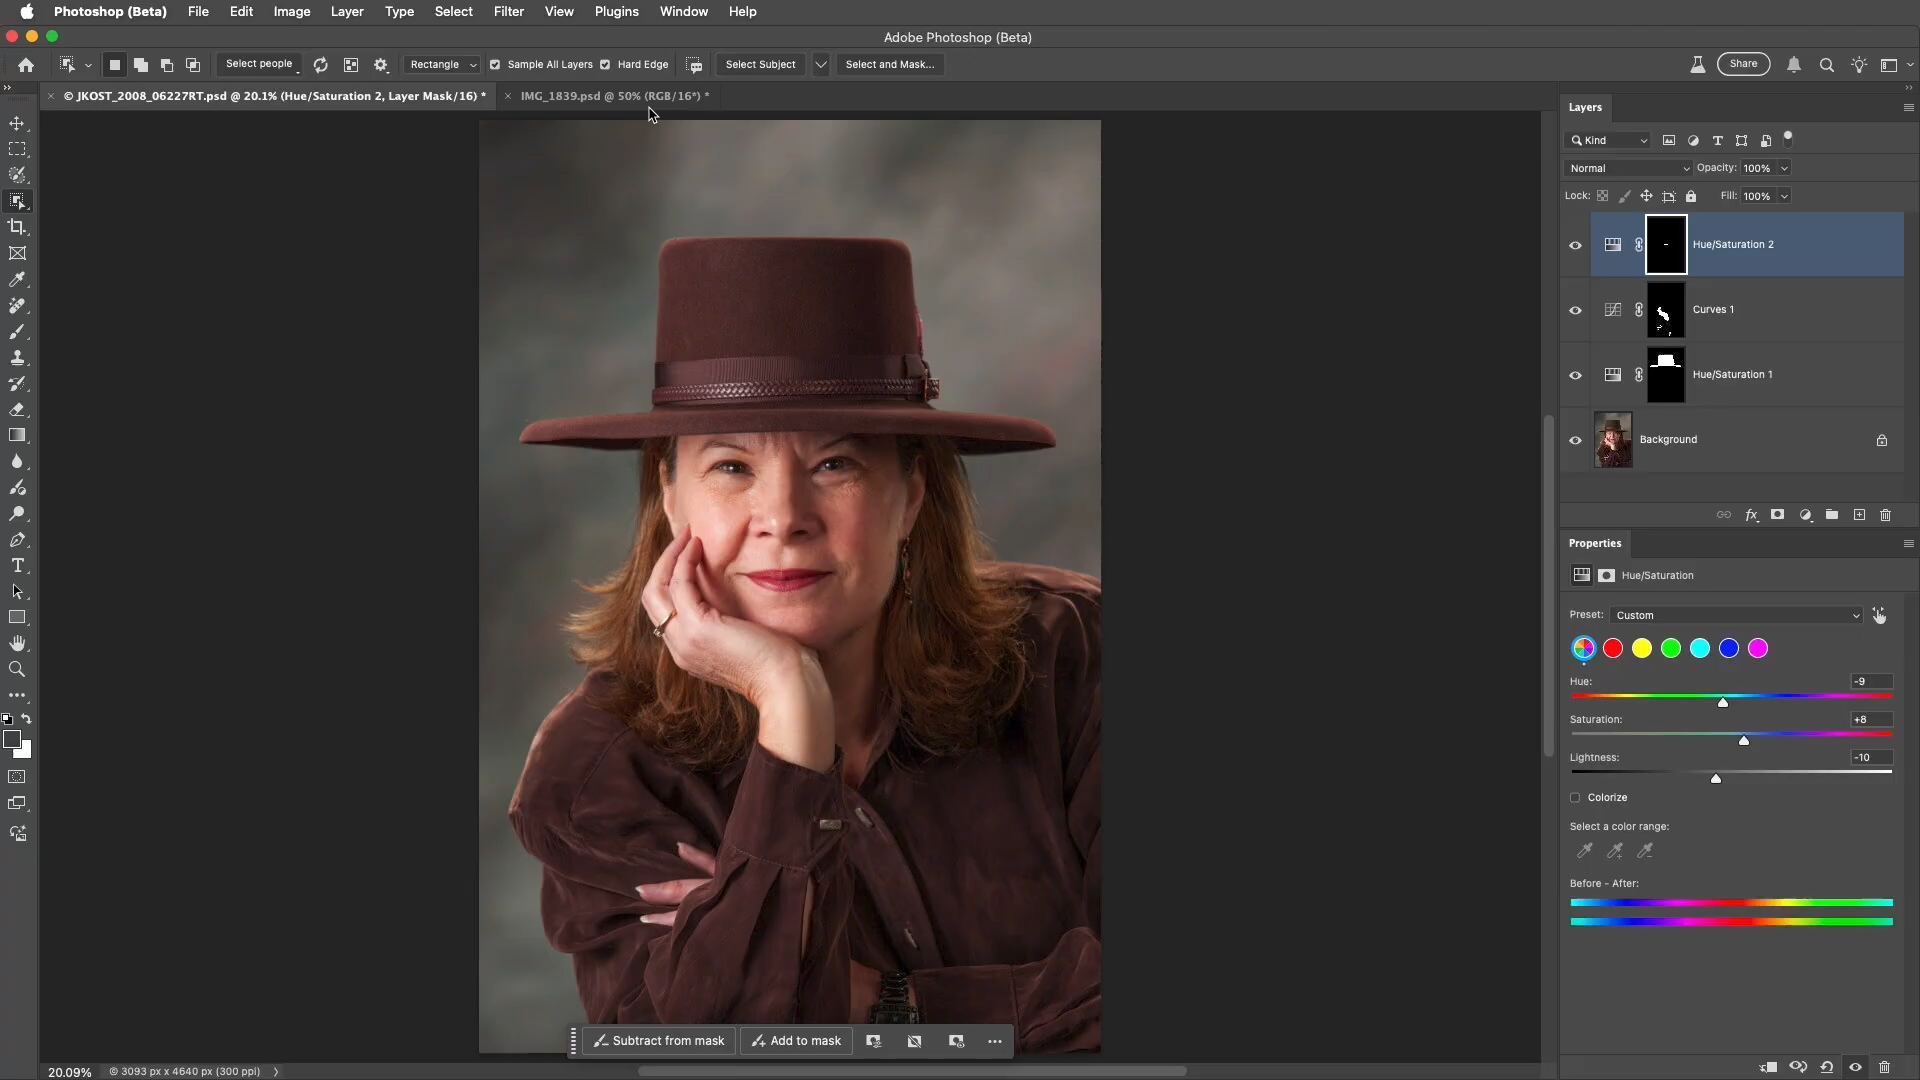 Photoshop (Beta) File Edit Image Layer Type Select Filter View Plugins Window Help
Adobe Photoshop (Beta)
Select people Rectangle Sample All Layers Hard Edge Select Subject Select and Mask... Share
© JKOST_2008_06227RT.psd @ 20.1% (Hue/Saturation 2, Layer Mask/16) * IMG_1839.psd @ 50% (RGB/16*) *
Layers
Kind
Normal Opacity: 100%
Lock: Fill: 100%
Hue/Saturation 2
Curves 1
Hue/Saturation 1
Background
Properties
Hue/Saturation
Preset: Custom
Hue: -9
Saturation: +8
Lightness: -10
Colorize
Select a color range:
Before - After:
Subtract from mask Add to mask
20.09% © 3093 px x 4640 px (300 ppi)